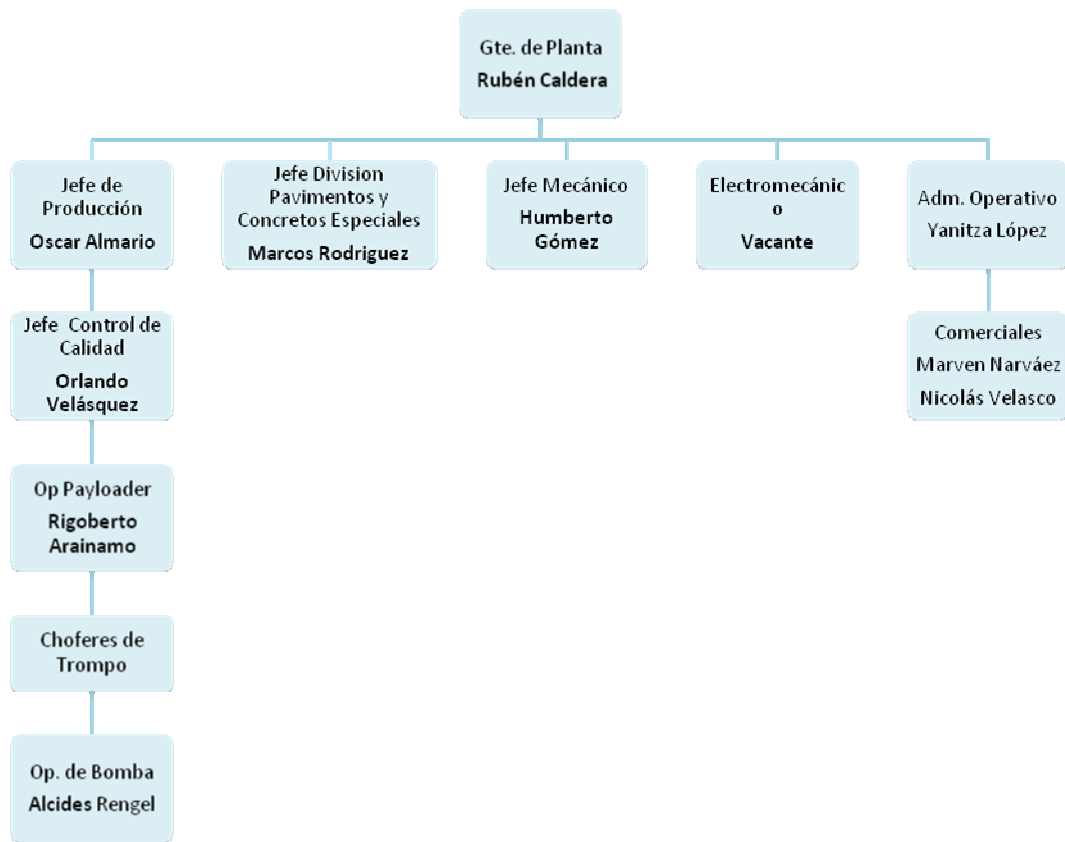 Gte. de Planta
Rubén Caldera
Jefe de
Producción
Oscar Almario
Jefe Division
Pavimentos y
Concretos Especiales
Marcos Rodriguez
Jefe Mecánico
Humberto
Gómez
Electromecánic
o
Vacante
Adm. Operativo
Yanitza López
Jefe Control de
Calidad
Orlando
Velásquez
Comerciales
Marven Narváez
Nicolás Velasco
Op Payloader
Rigoberto
Arainamo
Choferes de
Trompo
Op. de Bomba
Alcides Rengel